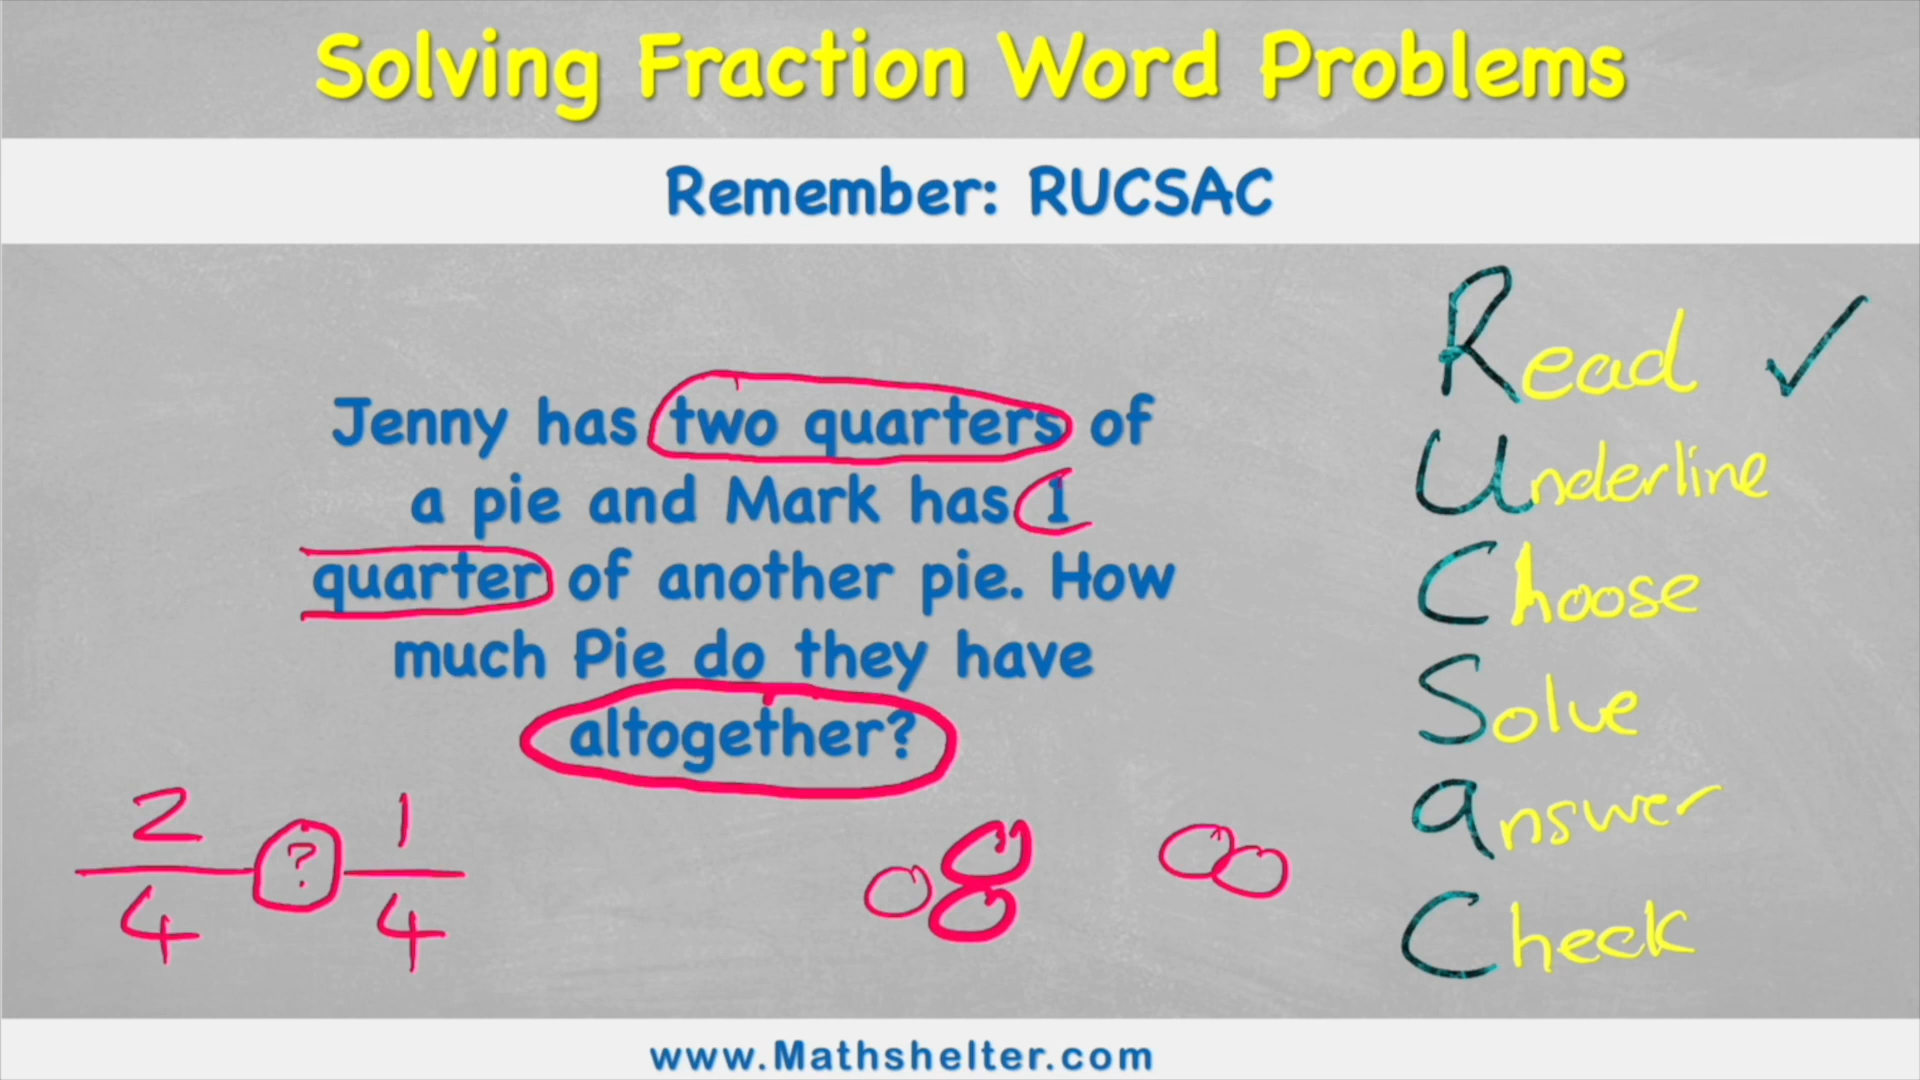 Solving Fraction Word Problems
Remember: RUCSAC
Jenny has two quarters of
a pie and Mark has 1
quarter of another pie. How
much Pie do they have
altogether?
2 1
? 
4 4
Read ✓
Underline
Choose
Solve
answer
Check
www.Mathshelter.com